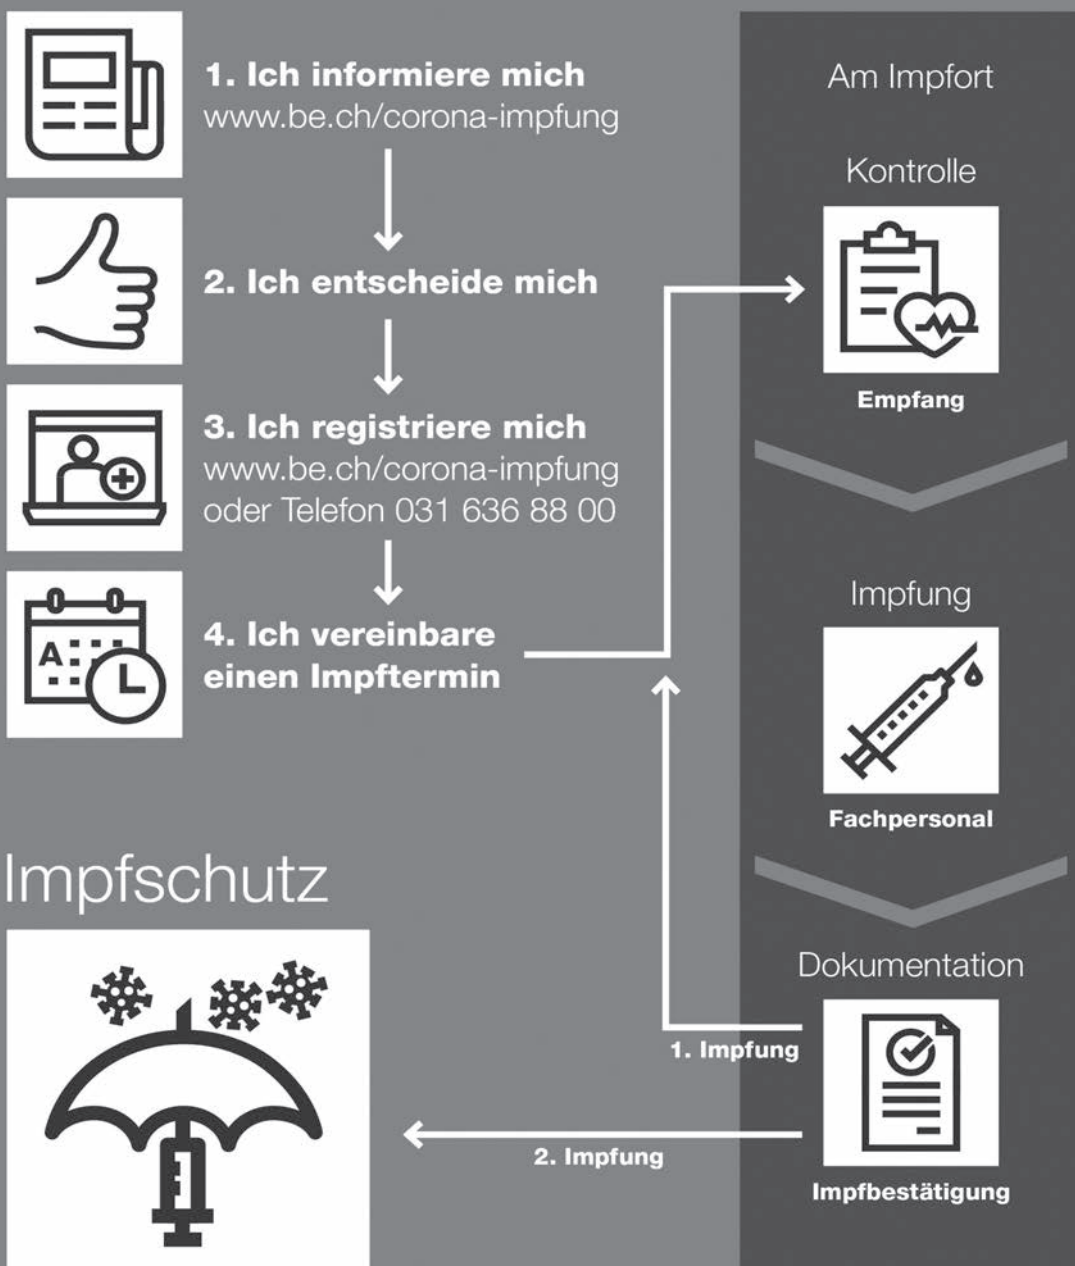 1. Ich informiere mich
www.be.ch/corona-impfung
2. Ich entscheide mich
3. Ich registriere mich
www.be.ch/corona-impfung
oder Telefon 031 636 88 00
4. Ich vereinbare
einen Impftermin
A
Am Impfort
Kontrolle
Empfang
Impfung
Fachpersonal
Dokumentation
Impfbestätigung
1. Impfung
2. Impfung
Impfschutz